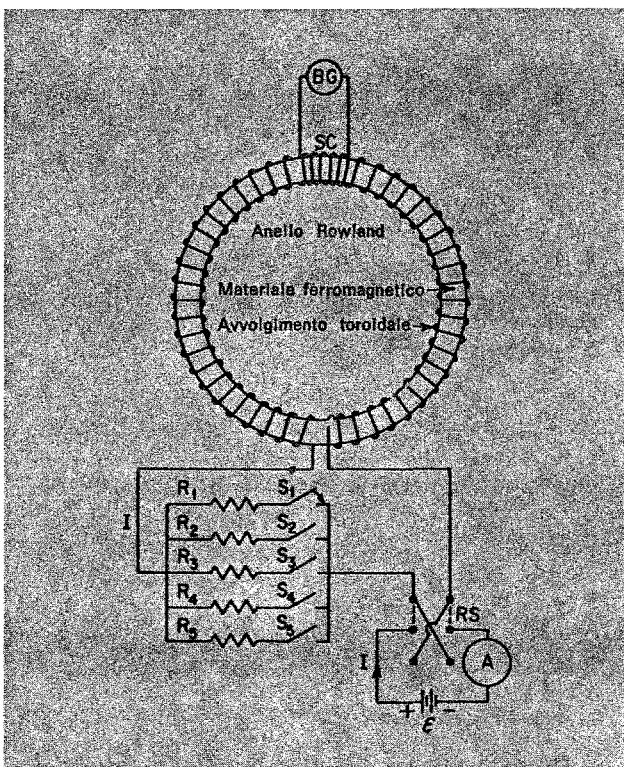 BG
SC
Anello Rowland
Materiale ferromagnetico
Avvolgimento toroidale
I
R₁ S₁
R₂ S₂
R₃ S₃
R₄ S₄
R₅ S₅
RS
I
A
+ -
ε